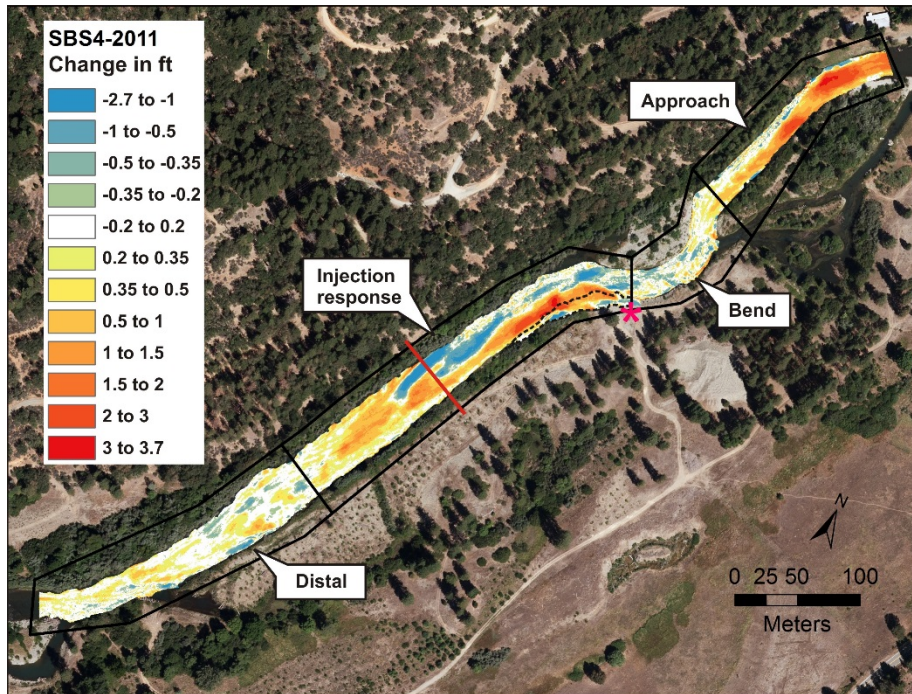 SBS4-2011
Change in ft
-2.7 to -1
-1 to -0.5
-0.5 to -0.35
-0.35 to -0.2
-0.2 to 0.2
0.2 to 0.35
0.35 to 0.5
0.5 to 1
1 to 1.5
1.5 to 2
2 to 3
3 to 3.7
Approach
Injection
response
Bend
Distal
N
0 25 50 100
Meters